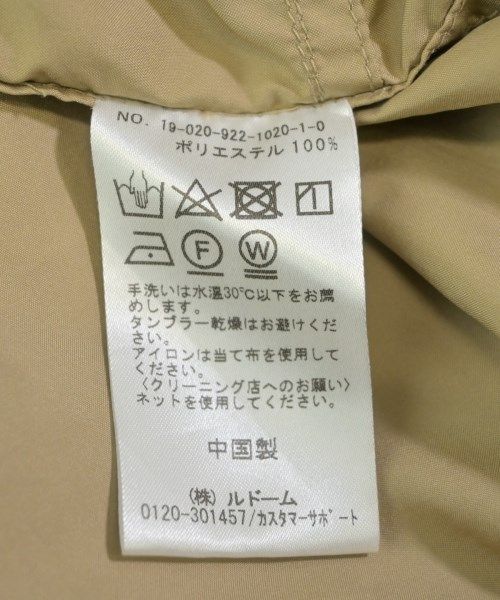 NO. 19-020-922-1020-1-0
ポリエステル 100%
F W
手洗いは水温30℃以下をお薦
めします。
タンブラー乾燥はお避けくだ
さい。
アイロンは当て布を使用して
ください。
〈クリーニング店へのお願い〉
ネットを使用してください。
中国製
(株) ルドーム
0120-301457/カスタマーサポート